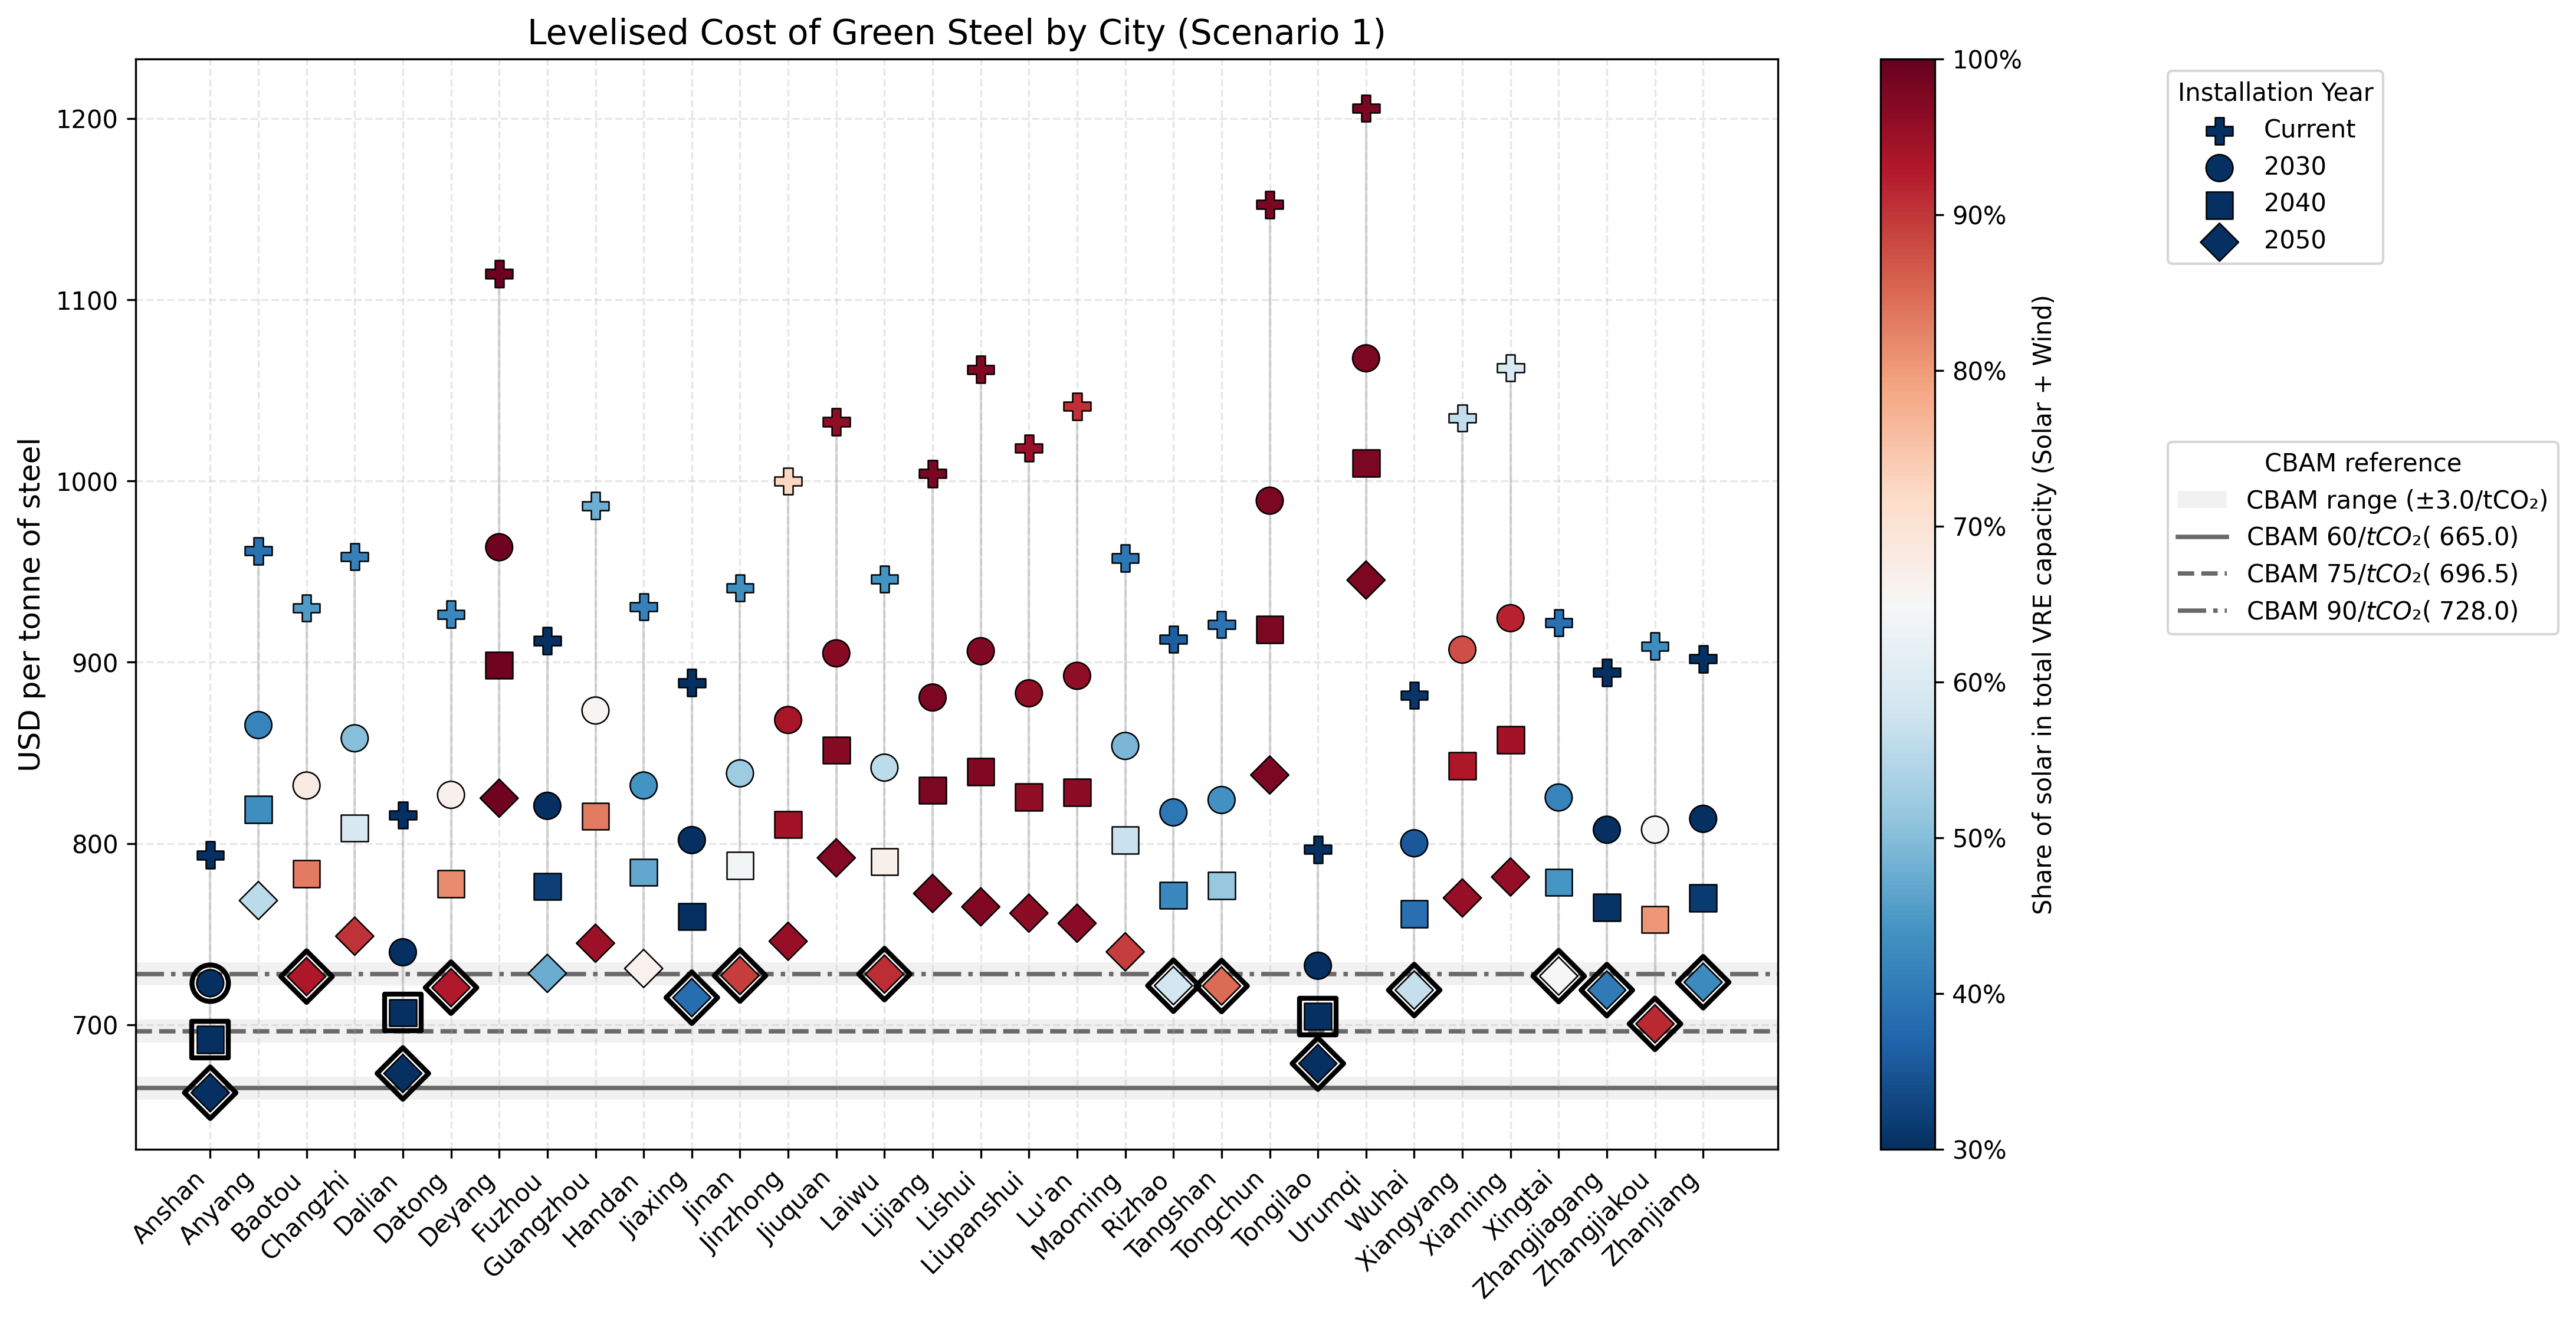 Levelised Cost of Green Steel by City (Scenario 1)
USD per tonne of steel
1200
1100
1000
900
800
700
Anshan
Anyang
Baotou
Changzhi
Dalian
Datong
Deyang
Fuzhou
Guangzhou
Handan
Jiaxing
Jinan
Jinzhong
Jiuquan
Laiwu
Lijiang
Lishui
Liupanshui
Lu'an
Maoming
Rizhao
Tangshan
Tongchun
Tongilao
Urumqi
Wuhai
Xiangyang
Xianning
Xingtai
Zhangjiagang
Zhangjiakou
Zhanjiang
100%
90%
80%
70%
60%
50%
40%
30%
Share of solar in total VRE capacity (Solar + Wind)
Installation Year
Current
2030
2040
2050
CBAM reference
CBAM range (±3.0/tCO₂)
CBAM 60/tCO₂( 665.0)
CBAM 75/tCO₂( 696.5)
CBAM 90/tCO₂( 728.0)